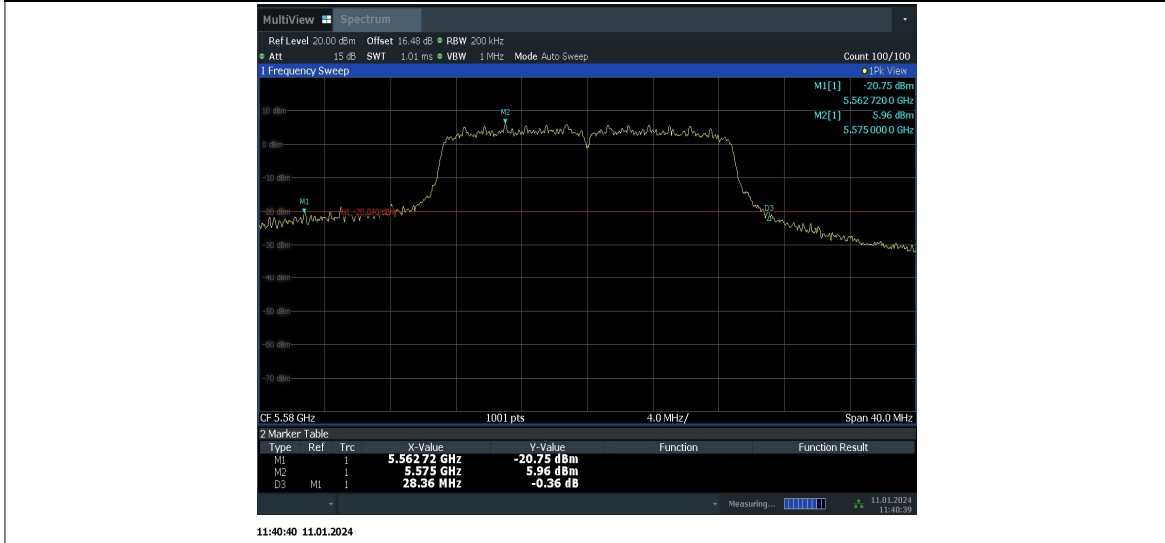 MultiView Spectrum
Ref Level 20.00 dBm Offset 16.48 dB RBW 200 kHz
Att 15 dB SWT 1.01 ms VBW 1 MHz Mode Auto Sweep Count 100/100
1 Frequency Sweep 1Pk View
M1[1] -20.75 dBm
5.562 720 0 GHz
M2[1] 5.96 dBm
5.575 000 0 GHz
10 dBm
M2
0 dBm
-10 dBm
M1
-20 dBm H1 -20.040 dBm D3
-30 dBm
-40 dBm
-50 dBm
-60 dBm
-70 dBm
CF 5.58 GHz 1001 pts 4.0 MHz/ Span 40.0 MHz
2 Marker Table
Type Ref Trc X-Value Y-Value Function Function Result
M1 1 5.562 72 GHz -20.75 dBm
M2 1 5.575 GHz 5.96 dBm
D3 M1 1 28.36 MHz -0.36 dB
Measuring... 11.01.2024
11:40:39
11:40:40 11.01.2024